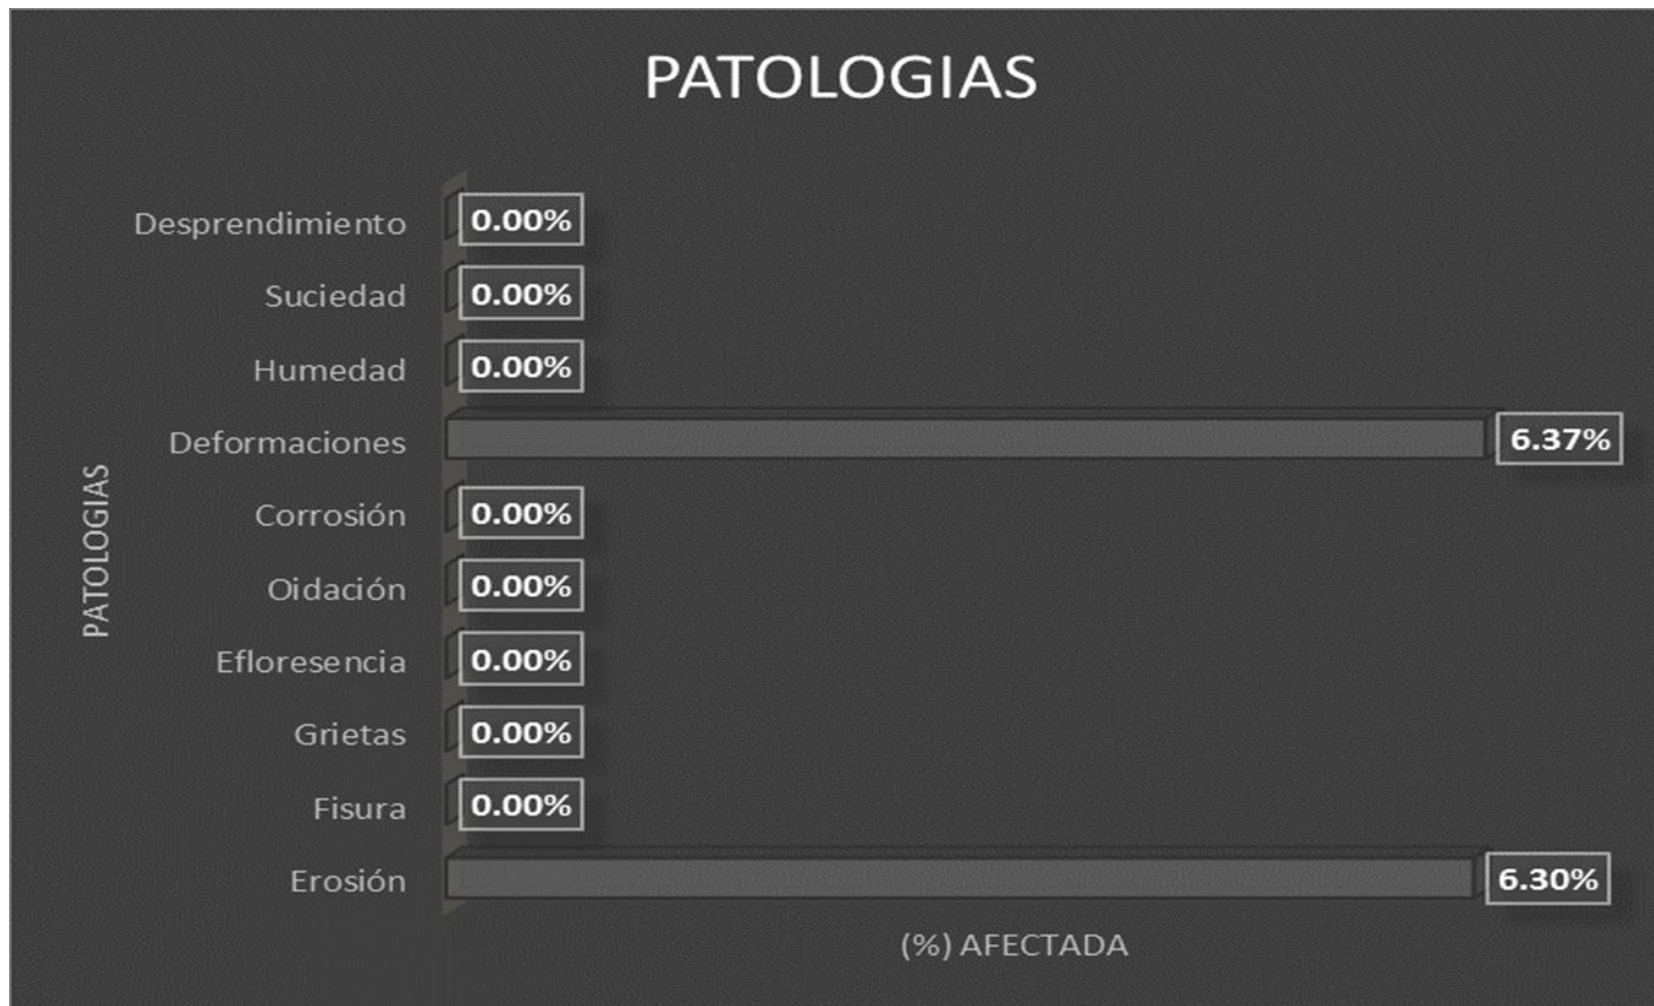 PATOLOGIAS
Desprendimiento 0.00%
Suciedad 0.00%
Humedad 0.00%
Deformaciones 6.37%
Corrosión 0.00%
Oidación 0.00%
Efloresencia 0.00%
Grietas 0.00%
Fisura 0.00%
Erosión 6.30%
PATOLOGIAS
(%) AFECTADA